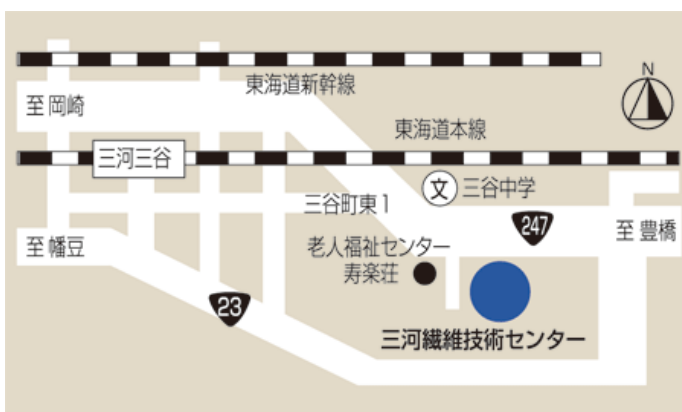 東海道新幹線
N
至岡崎
東海道本線
三河三谷
文
三谷中学
三谷町東1
247
至豊橋
至幡豆
老人福祉センター
寿楽荘
23
三河繊維技術センター